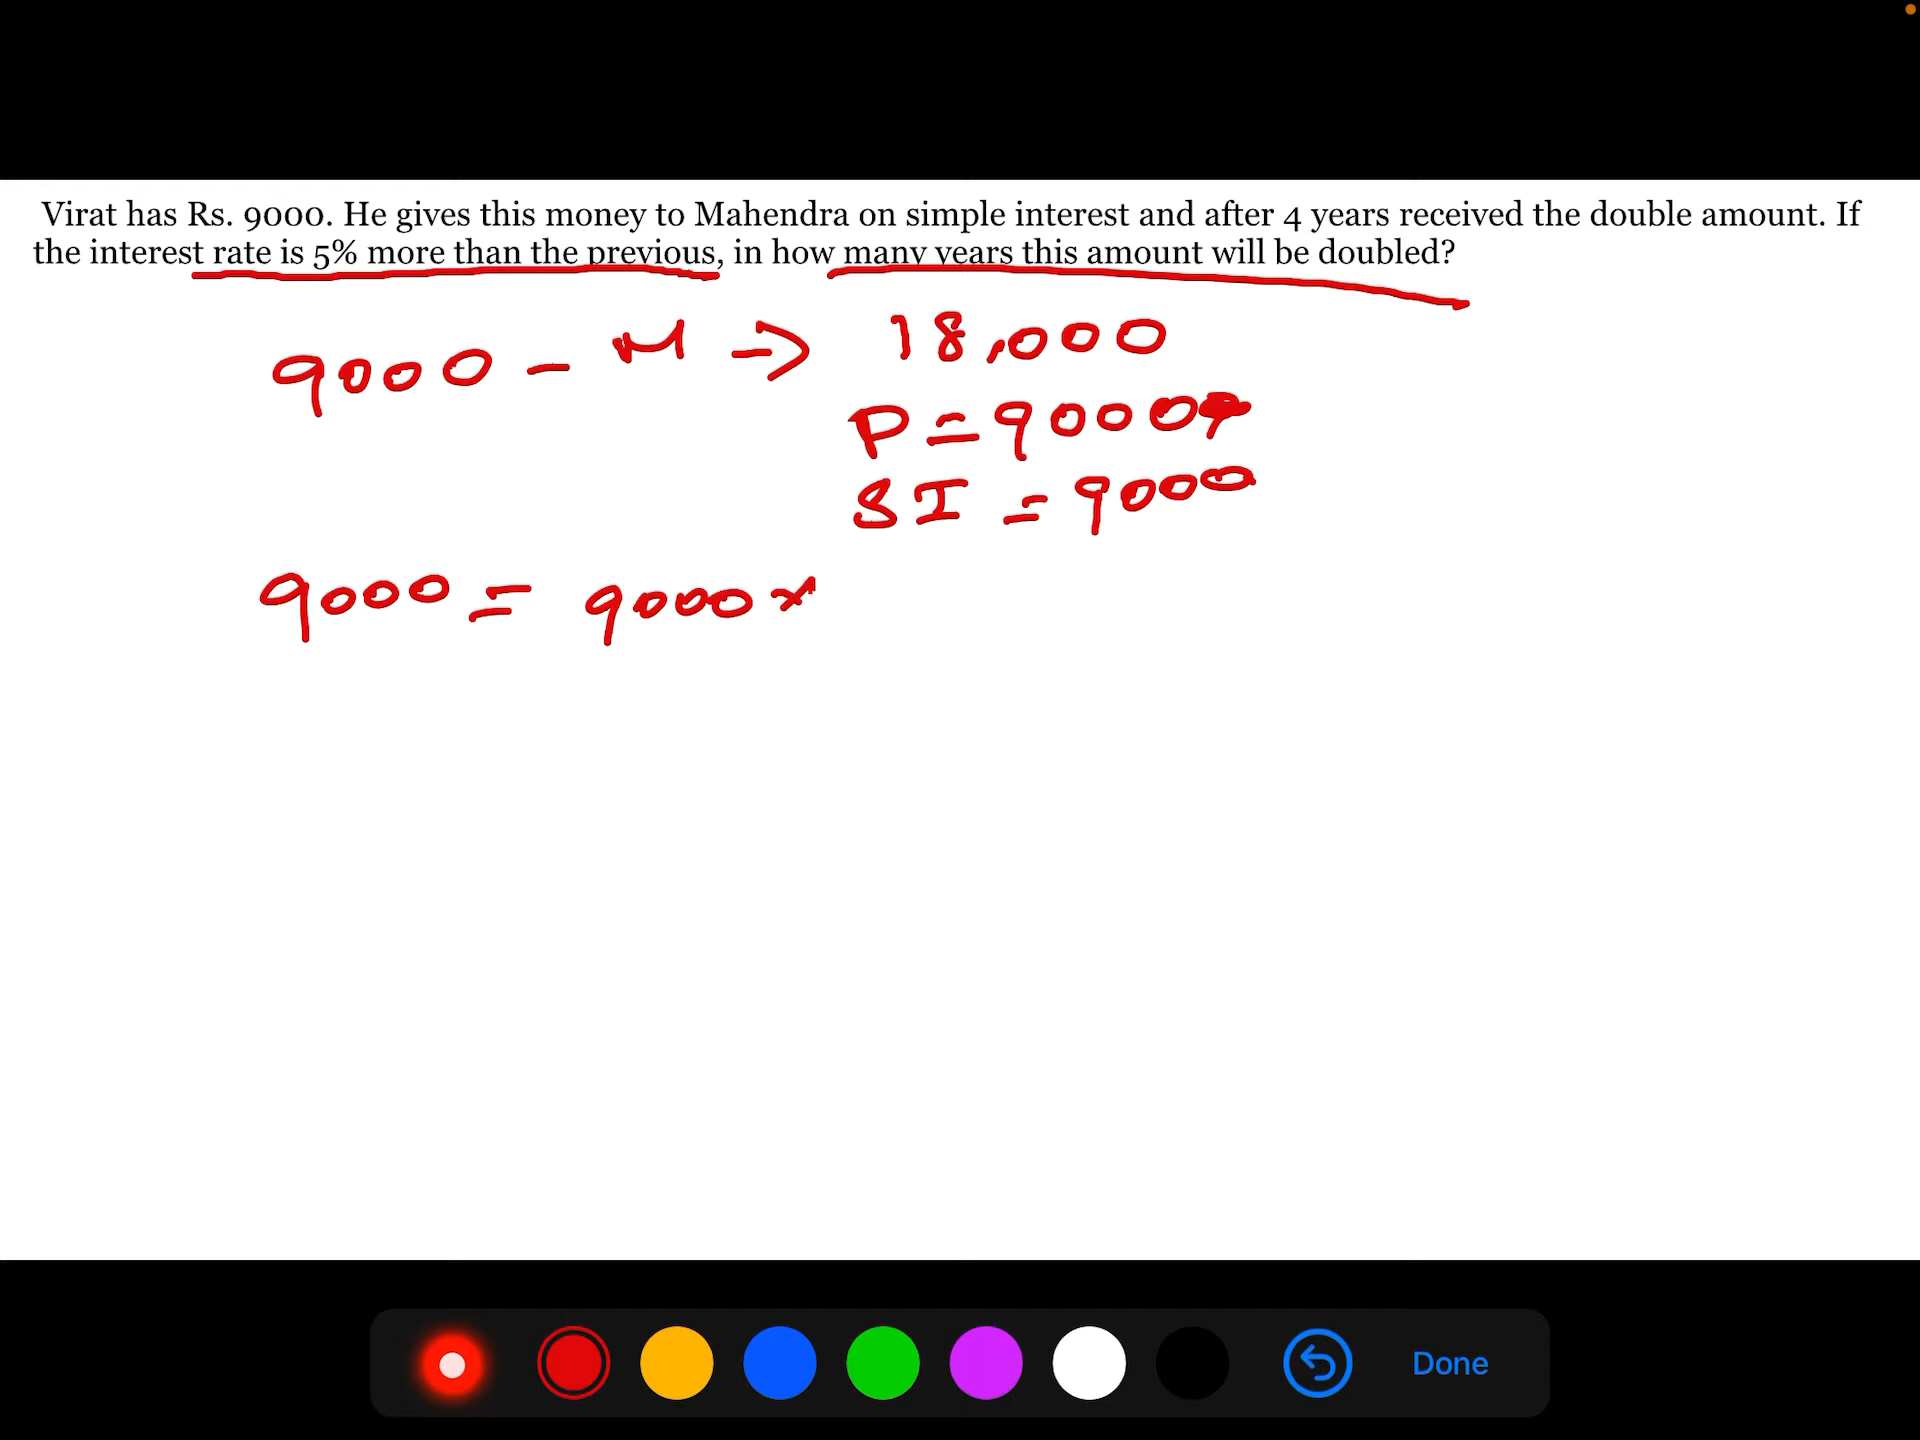 Virat has Rs. 9000. He gives this money to Mahendra on simple interest and after 4 years received the double amount. If
the interest rate is 5% more than the previous, in how many years this amount will be doubled?
9000 - M -> 18,000
P = 9000
SI = 9000
9000 = 9000 ×
Done